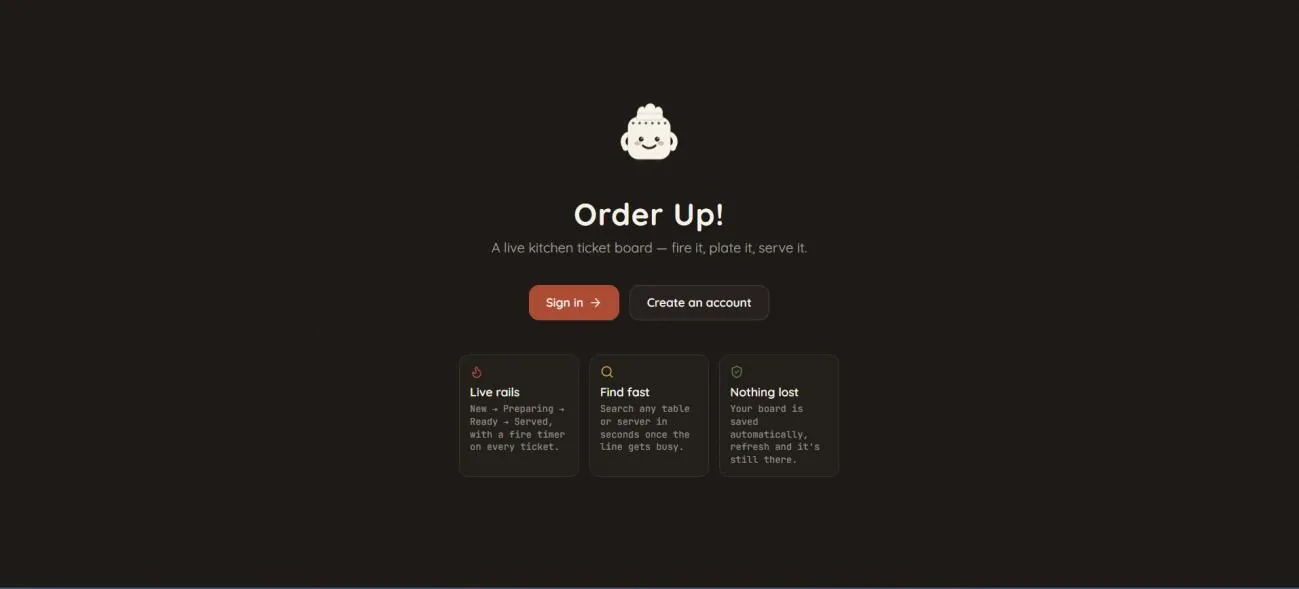 Order Up!
A live kitchen ticket board — fire it, plate it, serve it.
Sign in →
Create an account
Live rails
New → Preparing →
Ready → Served,
with a fire timer
on every ticket.
Find fast
Search any table
or server in
seconds once the
line gets busy.
Nothing lost
Your board is
saved
automatically,
refresh and it's
still there.